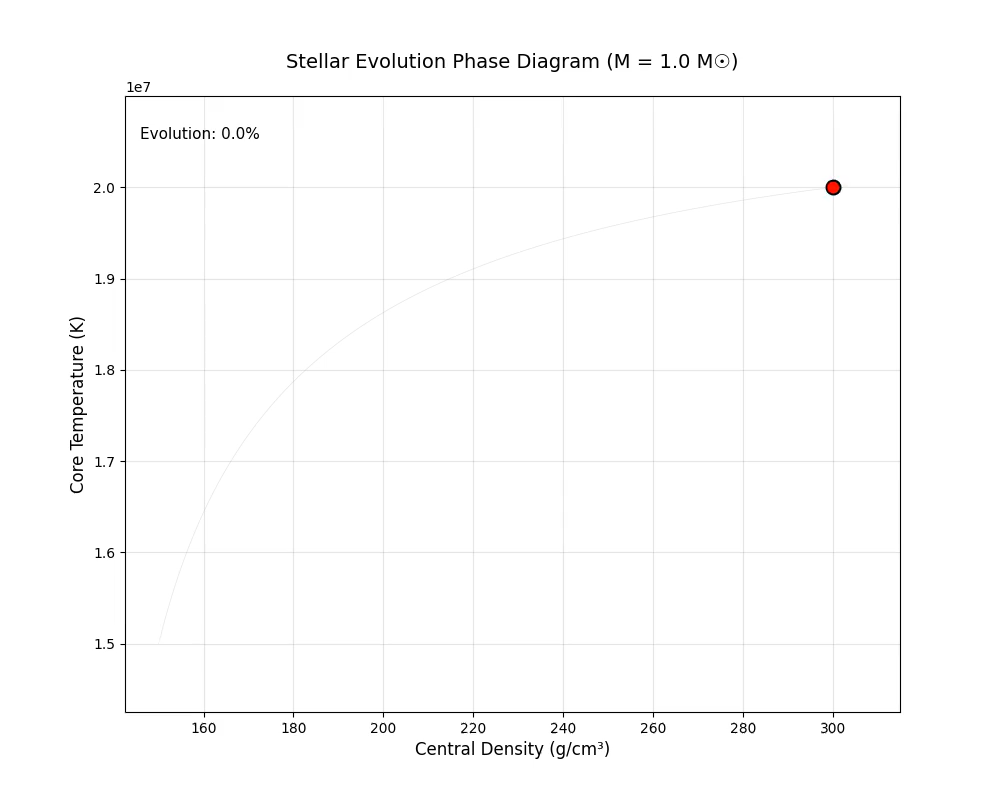 Stellar Evolution Phase Diagram (M = 1.0 M☉)
1e7
Evolution: 0.0%
2.0
1.9
1.8
1.7
1.6
1.5
Core Temperature (K)
160 180 200 220 240 260 280 300
Central Density (g/cm³)